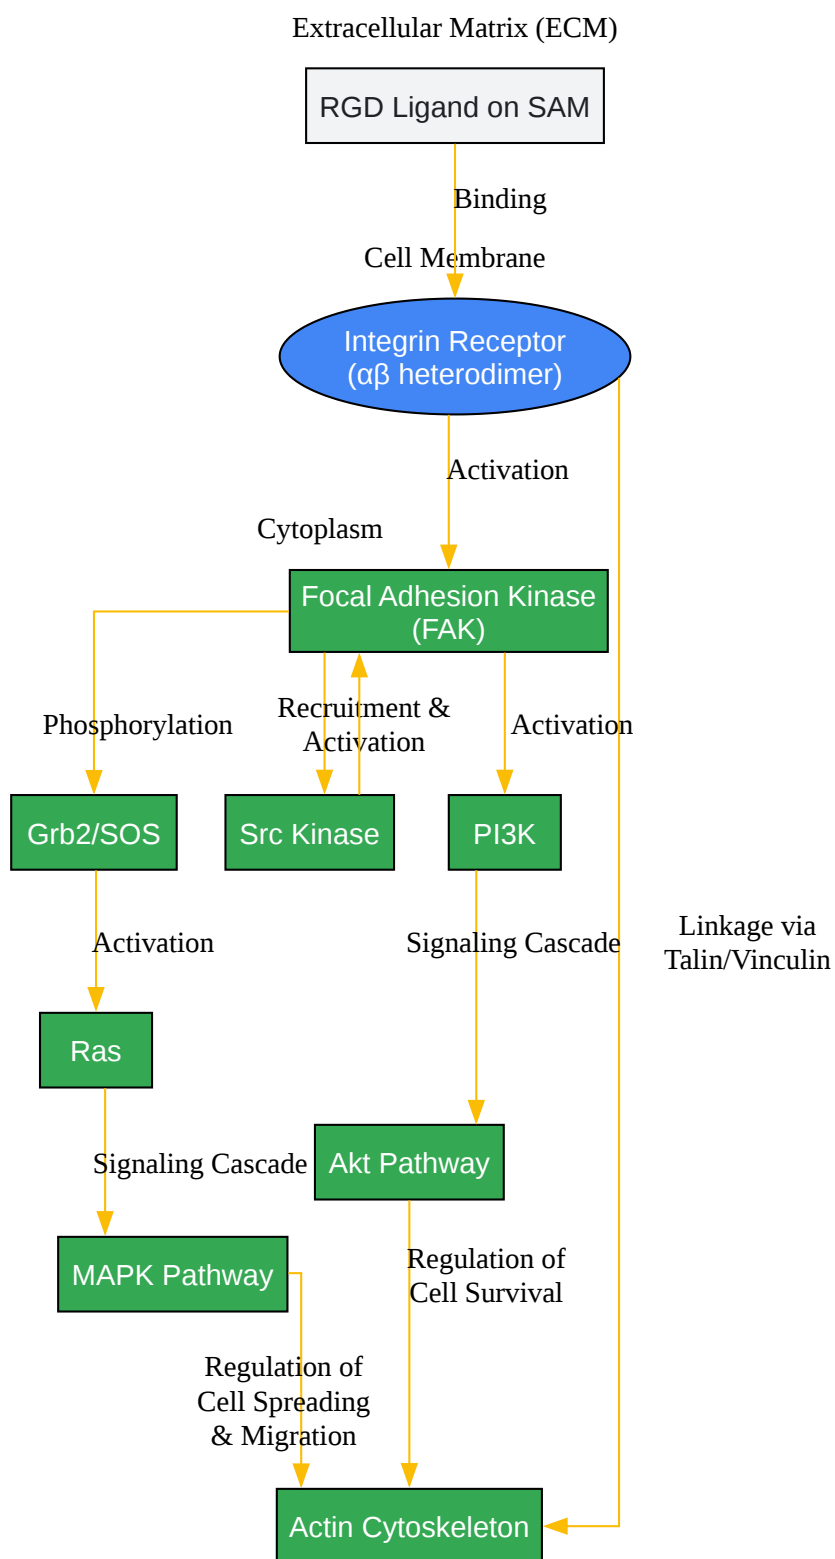 Extracellular Matrix (ECM)
RGD Ligand on SAM
Binding
Cell Membrane
Integrin Receptor
(αβ heterodimer)
Activation
Cytoplasm
Focal Adhesion Kinase
(FAK)
Phosphorylation
Recruitment &
Activation
Activation
Grb2/SOS
Src Kinase
PI3K
Activation
Signaling Cascade
Linkage via
Talin/Vinculin
Ras
Signaling Cascade
Akt Pathway
MAPK Pathway
Regulation of
Cell Survival
Regulation of
Cell Spreading
& Migration
Actin Cytoskeleton